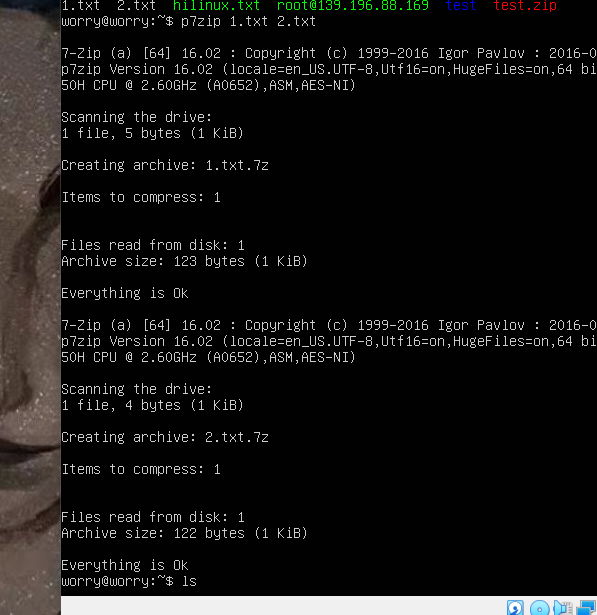 1.txt 2.txt hilinux.txt root@139.196.88.169 test test.zip
worry@worry:~$ p7zip 1.txt 2.txt
7-Zip (a) [64] 16.02 : Copyright (c) 1999-2016 Igor Pavlov : 2016-0
p7zip Version 16.02 (locale=en_US.UTF-8,Utf16=on,HugeFiles=on,64 bi
50H CPU @ 2.60GHz (A0652),ASM,AES-NI)
Scanning the drive:
1 file, 5 bytes (1 KiB)
Creating archive: 1.txt.7z
Items to compress: 1
Files read from disk: 1
Archive size: 123 bytes (1 KiB)
Everything is Ok
7-Zip (a) [64] 16.02 : Copyright (c) 1999-2016 Igor Pavlov : 2016-0
p7zip Version 16.02 (locale=en_US.UTF-8,Utf16=on,HugeFiles=on,64 bi
50H CPU @ 2.60GHz (A0652),ASM,AES-NI)
Scanning the drive:
1 file, 4 bytes (1 KiB)
Creating archive: 2.txt.7z
Items to compress: 1
Files read from disk: 1
Archive size: 122 bytes (1 KiB)
Everything is Ok
worry@worry:~$ ls